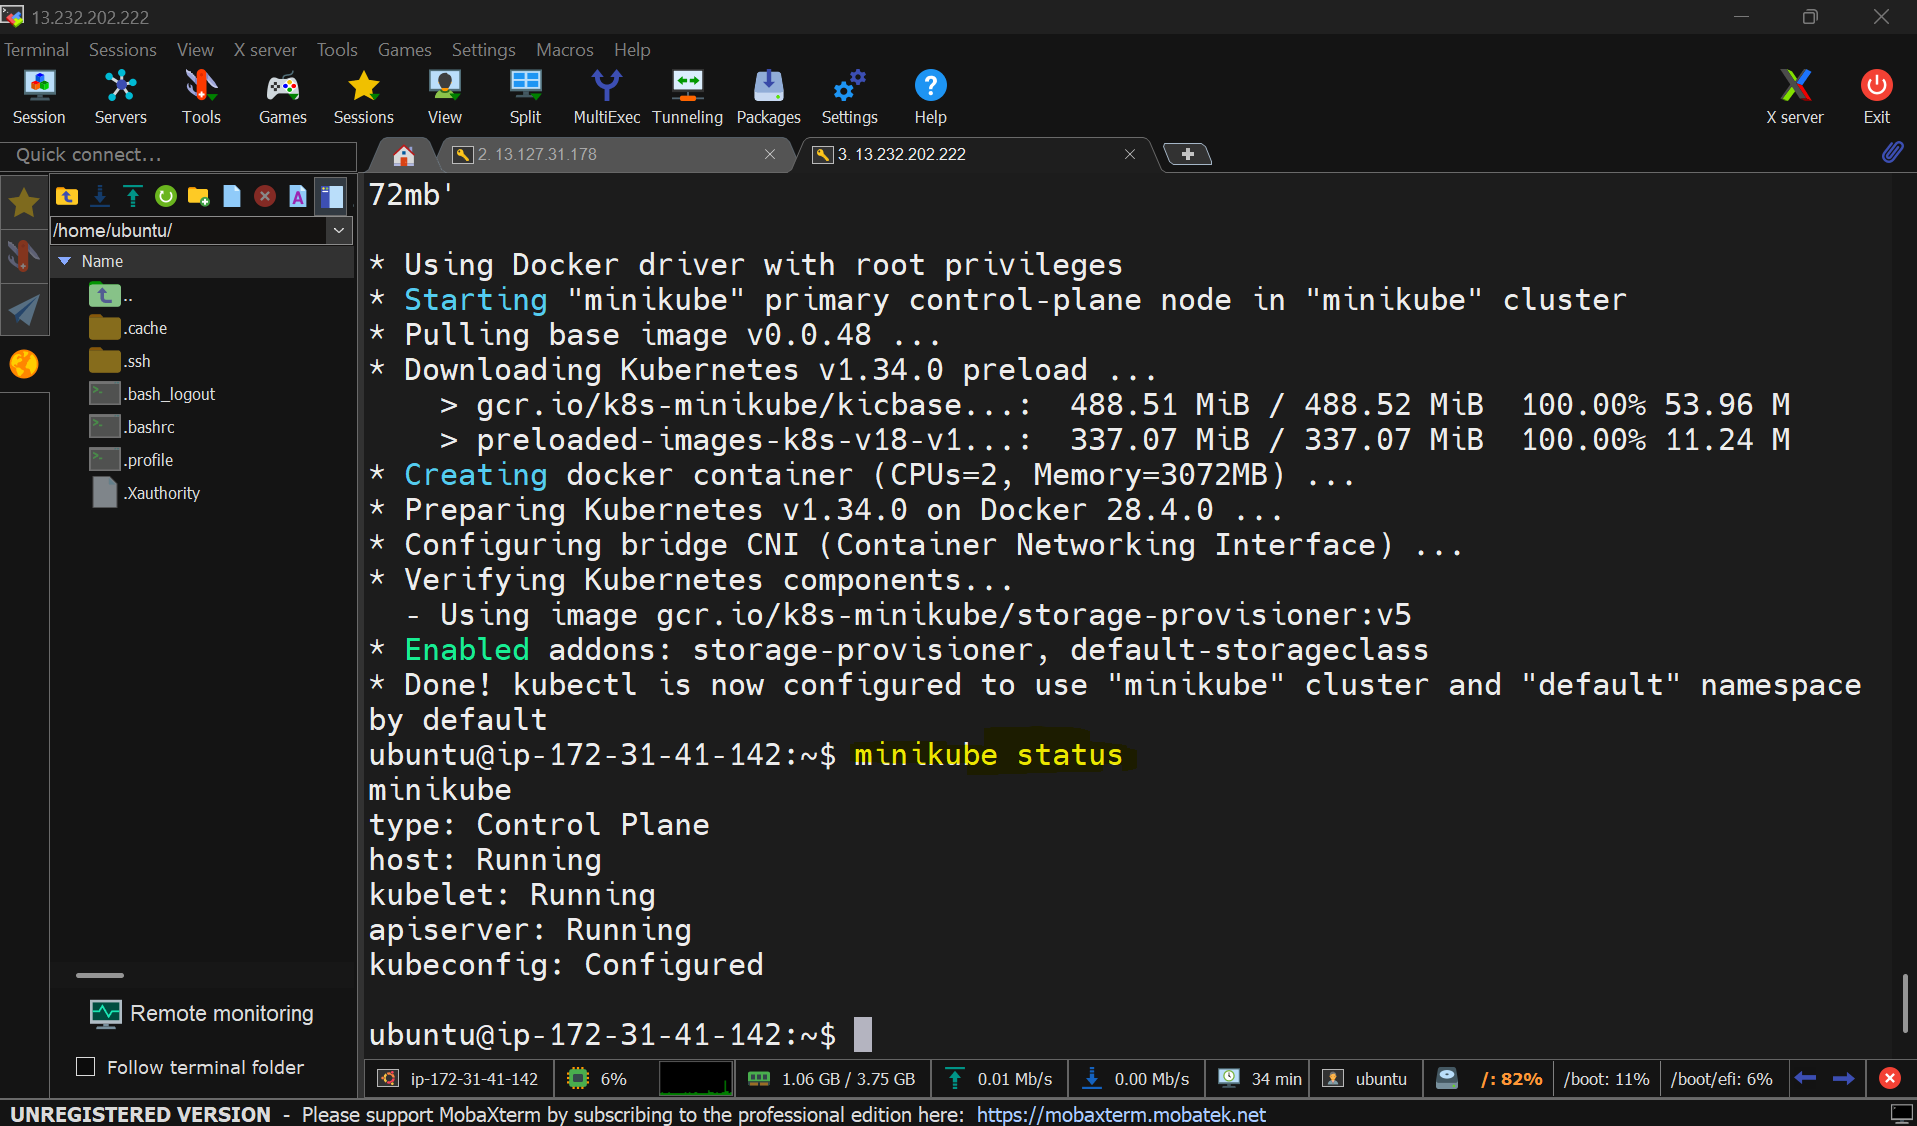 13.232.202.222
Terminal Sessions View X server Tools Games Settings Macros Help
Session Servers Tools Games Sessions View Split MultiExec Tunneling Packages Settings Help X server Exit
Quick connect...
2. 13.127.31.178
3. 13.232.202.222
/home/ubuntu/
Name
..
.cache
.ssh
.bash_logout
.bashrc
.profile
.Xauthority
Remote monitoring
Follow terminal folder
72mb'
* Using Docker driver with root privileges
* Starting "minikube" primary control-plane node in "minikube" cluster
* Pulling base image v0.0.48 ...
* Downloading Kubernetes v1.34.0 preload ...
    > gcr.io/k8s-minikube/kicbase...:  488.51 MiB / 488.52 MiB  100.00% 53.96 M
    > preloaded-images-k8s-v18-v1...:  337.07 MiB / 337.07 MiB  100.00% 11.24 M
* Creating docker container (CPUs=2, Memory=3072MB) ...
* Preparing Kubernetes v1.34.0 on Docker 28.4.0 ...
* Configuring bridge CNI (Container Networking Interface) ...
* Verifying Kubernetes components...
  - Using image gcr.io/k8s-minikube/storage-provisioner:v5
* Enabled addons: storage-provisioner, default-storageclass
* Done! kubectl is now configured to use "minikube" cluster and "default" namespace
by default
ubuntu@ip-172-31-41-142:~$ minikube status
minikube
type: Control Plane
host: Running
kubelet: Running
apiserver: Running
kubeconfig: Configured
ubuntu@ip-172-31-41-142:~$
ip-172-31-41-142 6% 1.06 GB / 3.75 GB 0.01 Mb/s 0.00 Mb/s 34 min ubuntu /: 82% /boot: 11% /boot/efi: 6%
UNREGISTERED VERSION - Please support MobaXterm by subscribing to the professional edition here: https://mobaxterm.mobatek.net